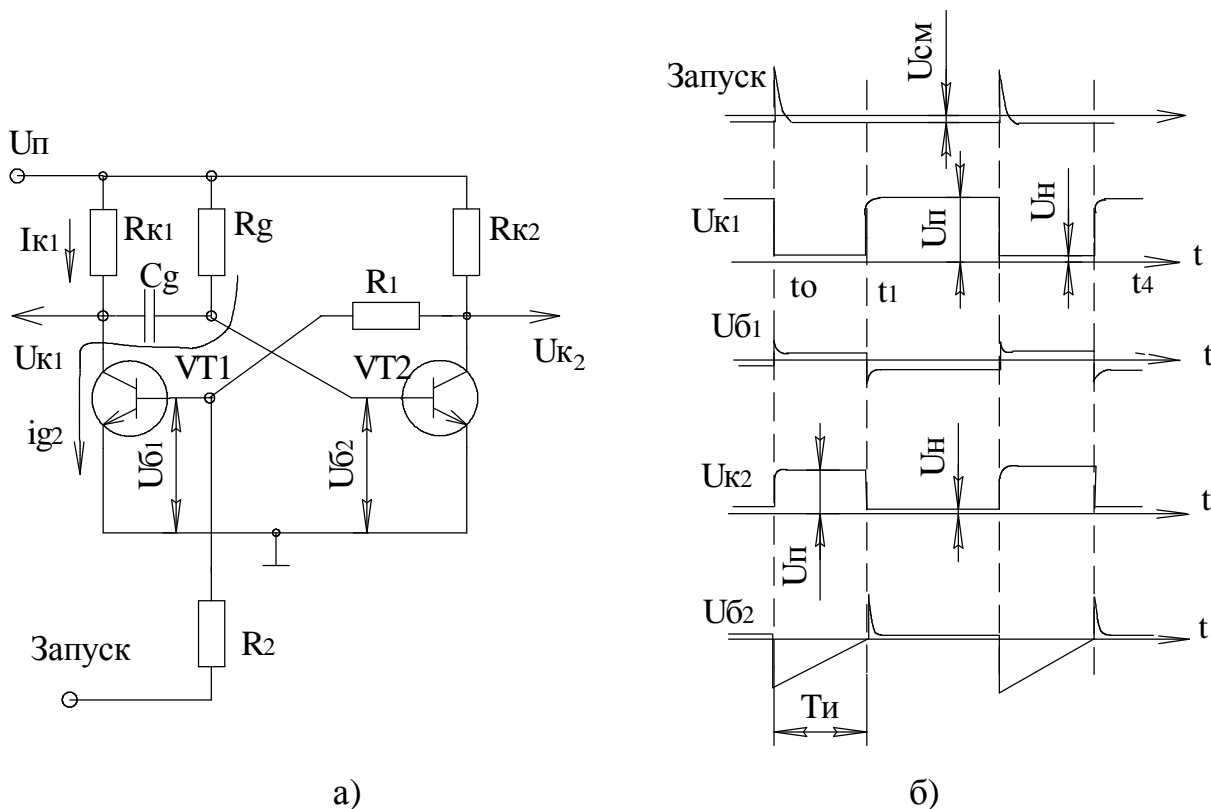 Uп
Iк1
Rк1
Rg
Rк2
Cg
R1
Uк1
VT1
VT2
Uк2
ig2
Uб1
Uб2
Запуск
R2
а)
Запуск
Uсм
Uк1
Uп
Uн
t
to
t1
t4
Uб1
t
Uк2
Uн
t
Uп
Uб2
t
Tи
б)